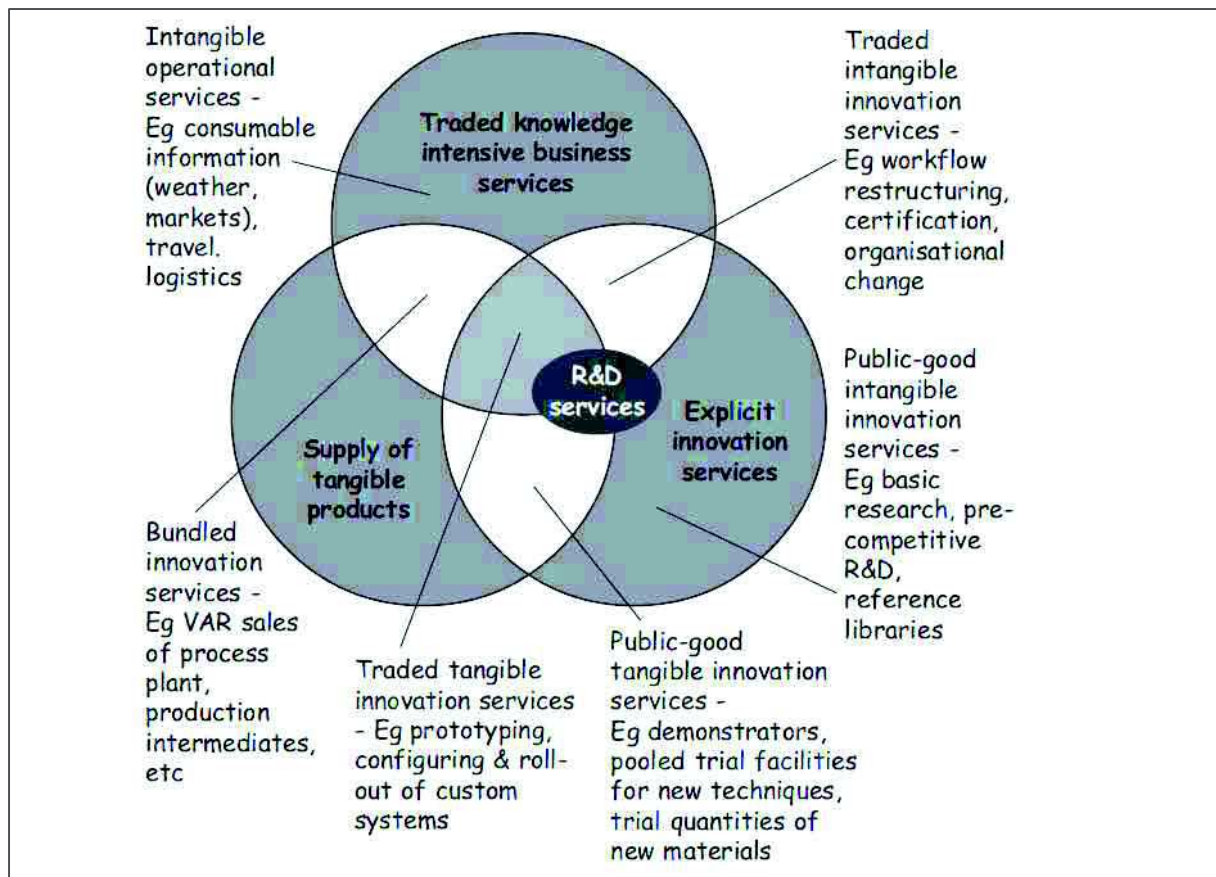 Intangible
operational
services -
Eg consumable
information
(weather,
markets),
travel.
logistics
Traded knowledge
intensive business
services
Traded
intangible
innovation
services -
Eg workflow
restructuring,
certification,
organisational
change
R&D
services
Explicit
innovation
services
Supply of
tangible
products
Public-good
intangible
innovation
services -
Eg basic
research, pre-
competitive
R&D,
reference
libraries
Bundled
innovation
services -
Eg VAR sales
of process
plant,
production
intermediates,
etc
Traded tangible
innovation services
- Eg prototyping,
configuring & roll-
out of custom
systems
Public-good
tangible innovation
services -
Eg demonstrators,
pooled trial facilities
for new techniques,
trial quantities of
new materials